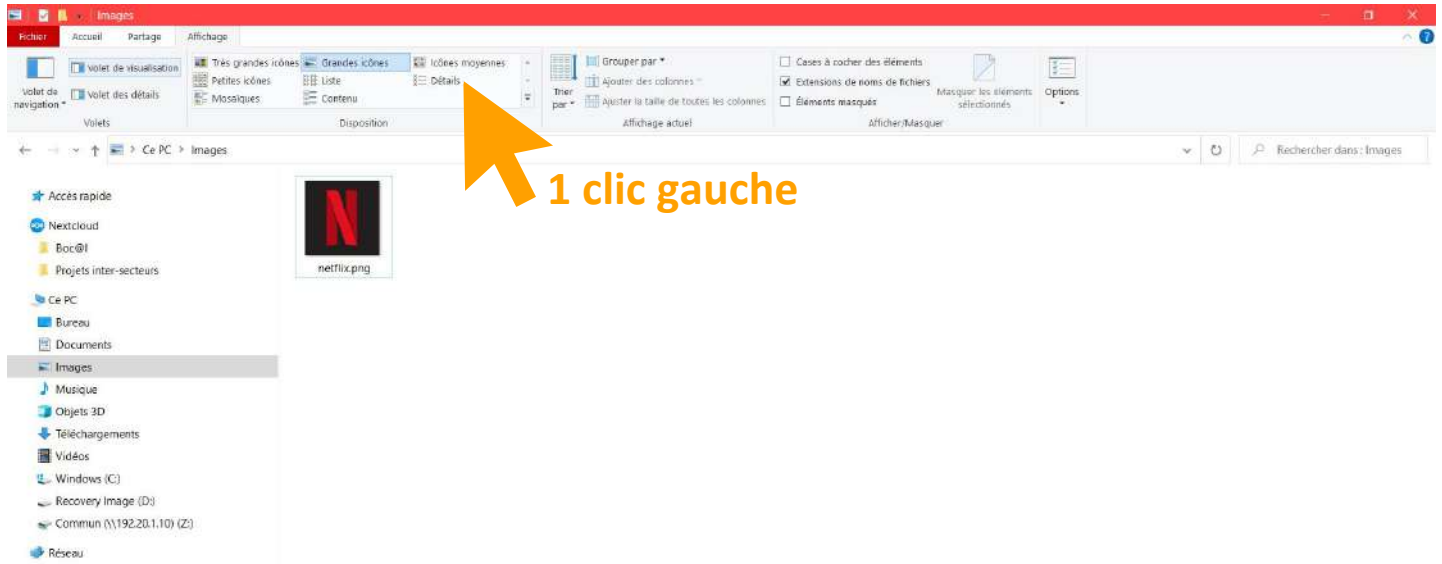 Images
Fichier Accueil Partage Affichage
Volet de navigation
Volet de visualisation
Volet des détails
Volets
Très grandes icônes Grandes icônes Icônes moyennes
Petites icônes Liste Détails
Mosaïques Contenu
Disposition
Trier par
Grouper par
Ajouter des colonnes
Ajuster la taille de toutes les colonnes
Affichage actuel
Cases à cocher des éléments
Extensions de noms de fichiers
Éléments masqués
Masquer les éléments sélectionnés
Afficher/Masquer
Options
Ce PC > Images
Rechercher dans : Images
1 clic gauche
Accès rapide
Nextcloud
Boc@l
Projets inter-secteurs
Ce PC
Bureau
Documents
Images
Musique
Objets 3D
Téléchargements
Vidéos
Windows (C:)
Recovery Image (D:)
Commun (\\192.20.1.10) (Z:)
Réseau
N
netflix.png